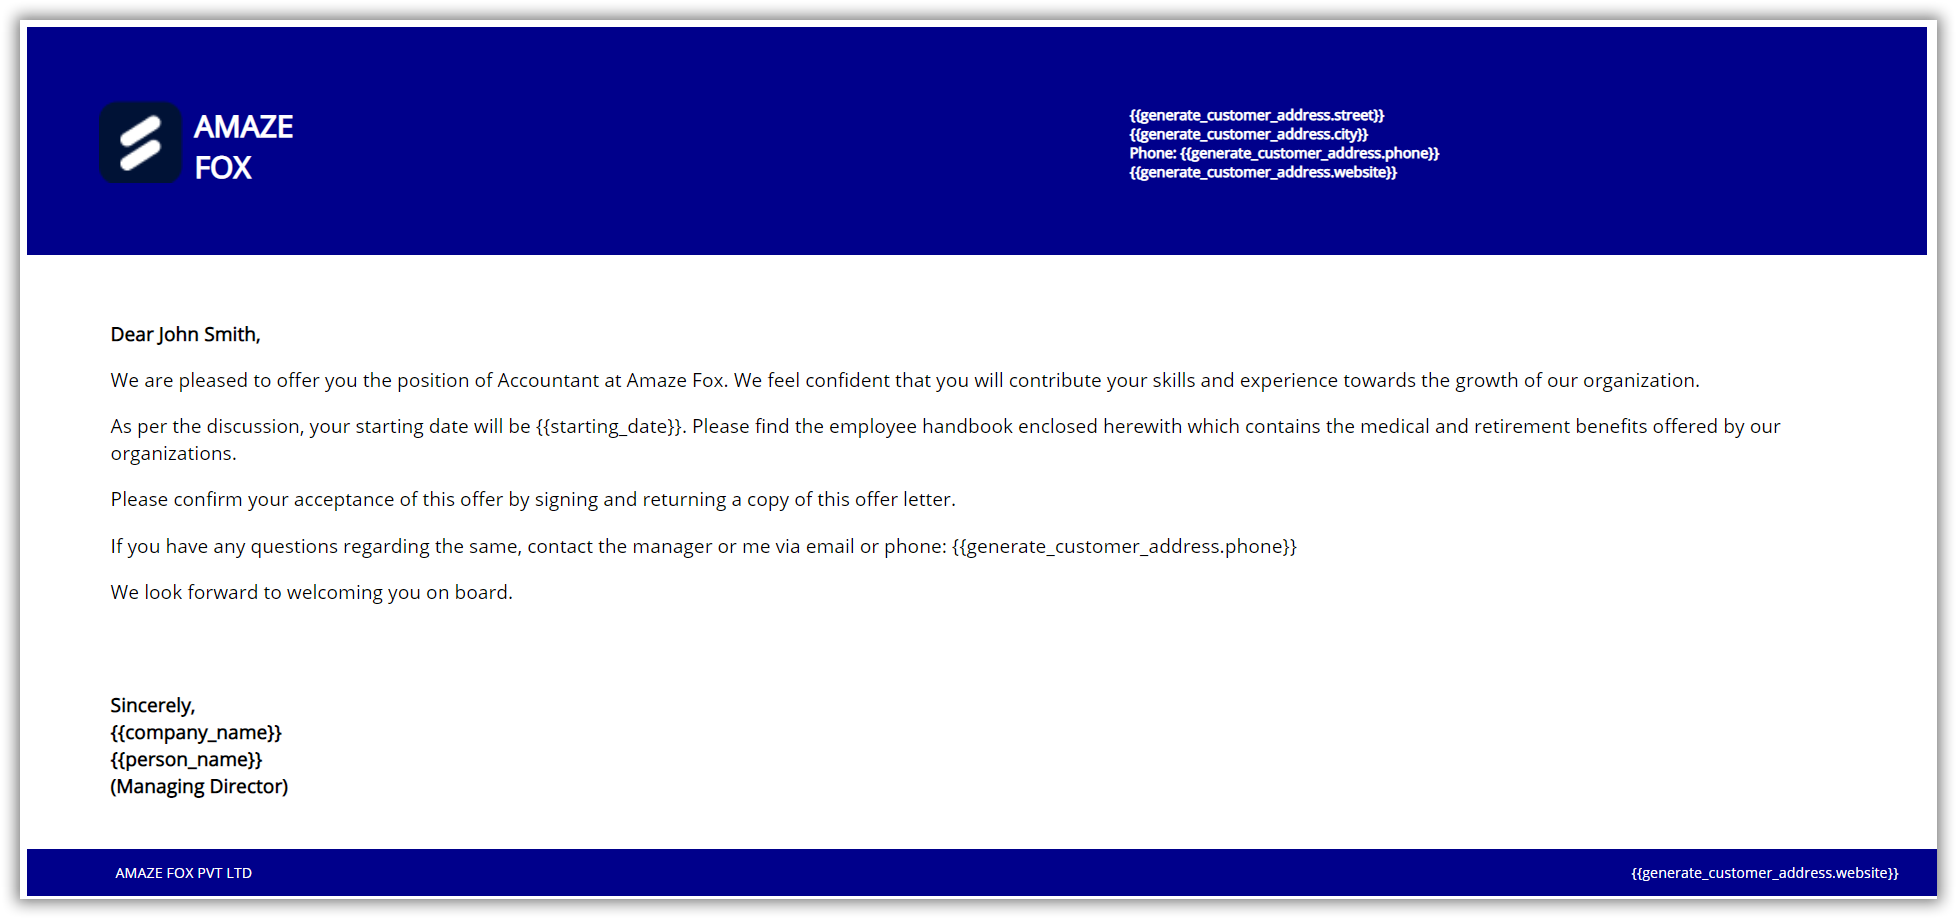 AMAZE
FOX
{{generate_customer_address.street}}
{{generate_customer_address.city}}
Phone: {{generate_customer_address.phone}}
{{generate_customer_address.website}}
Dear John Smith,
We are pleased to offer you the position of Accountant at Amaze Fox. We feel confident that you will contribute your skills and experience towards the growth of our organization.
As per the discussion, your starting date will be {{starting_date}}. Please find the employee handbook enclosed herewith which contains the medical and retirement benefits offered by our
organizations.
Please confirm your acceptance of this offer by signing and returning a copy of this offer letter.
If you have any questions regarding the same, contact the manager or me via email or phone: {{generate_customer_address.phone}}
We look forward to welcoming you on board.
Sincerely,
{{company_name}}
{{person_name}}
(Managing Director)
AMAZE FOX PVT LTD
{{generate_customer_address.website}}